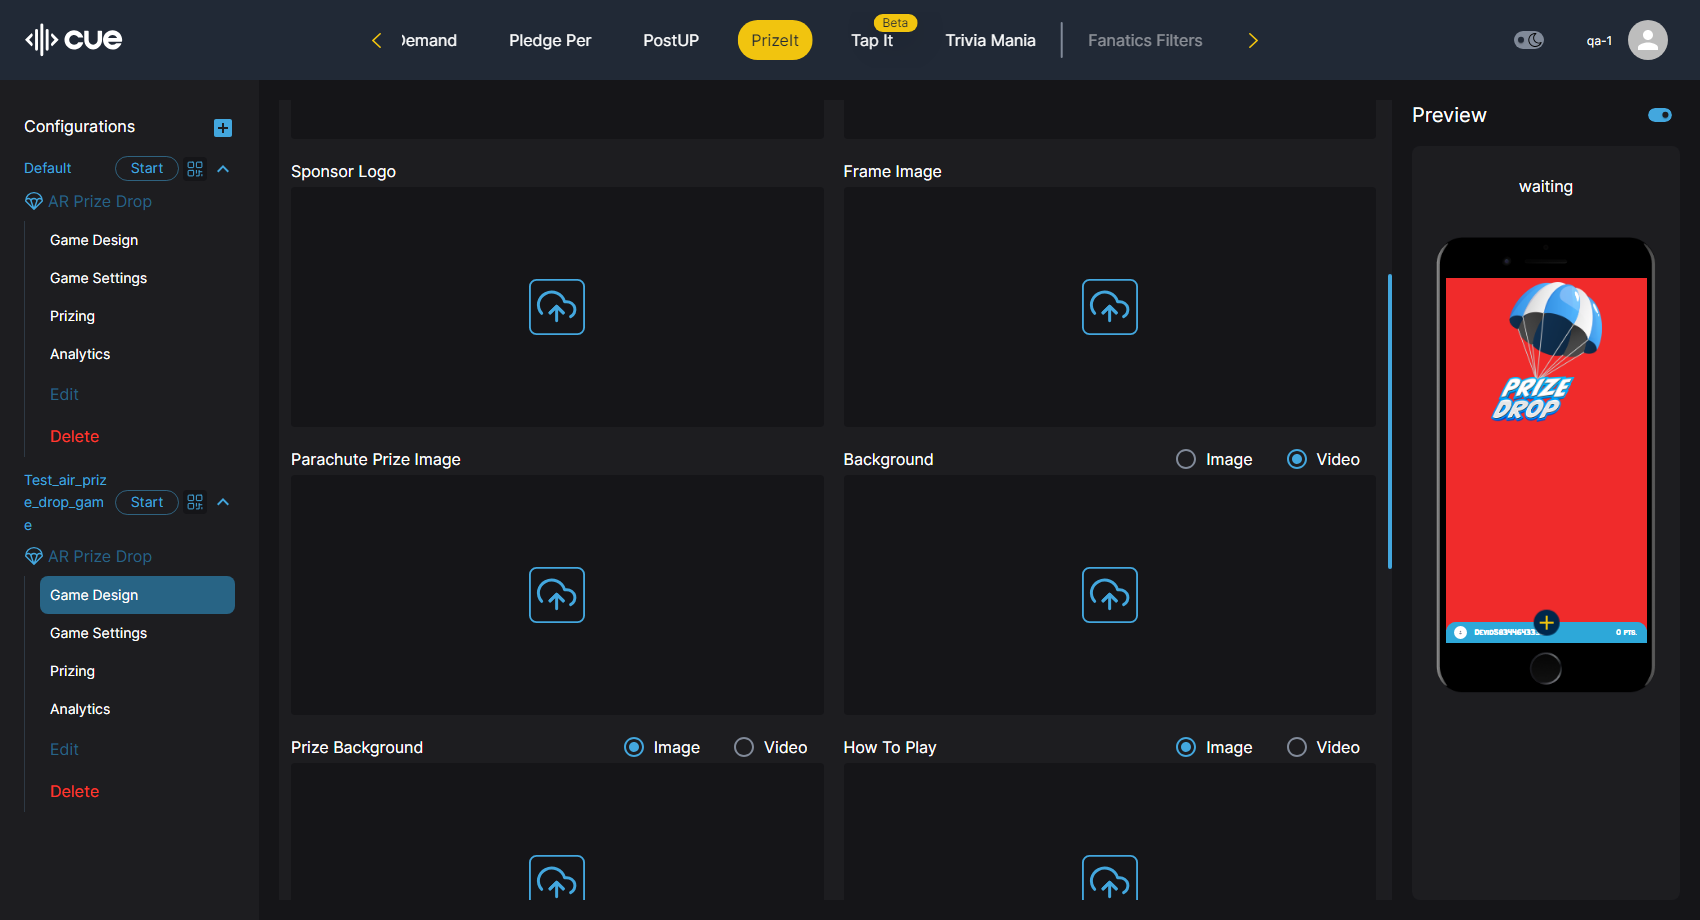 cue
Demand
Pledge Per
PostUP
PrizeIt
Beta
Tap It
Trivia Mania
Fanatics Filters
qa-1
Configurations
Default
Start
AR Prize Drop
Game Design
Game Settings
Prizing
Analytics
Edit
Delete
Test_air_priz
e_drop_gam
e
Start
AR Prize Drop
Game Design
Game Settings
Prizing
Analytics
Edit
Delete
Sponsor Logo
Frame Image
Parachute Prize Image
Background
Image
Video
Prize Background
Image
Video
How To Play
Image
Video
Preview
waiting
PRIZE
DROP
0 PTS.